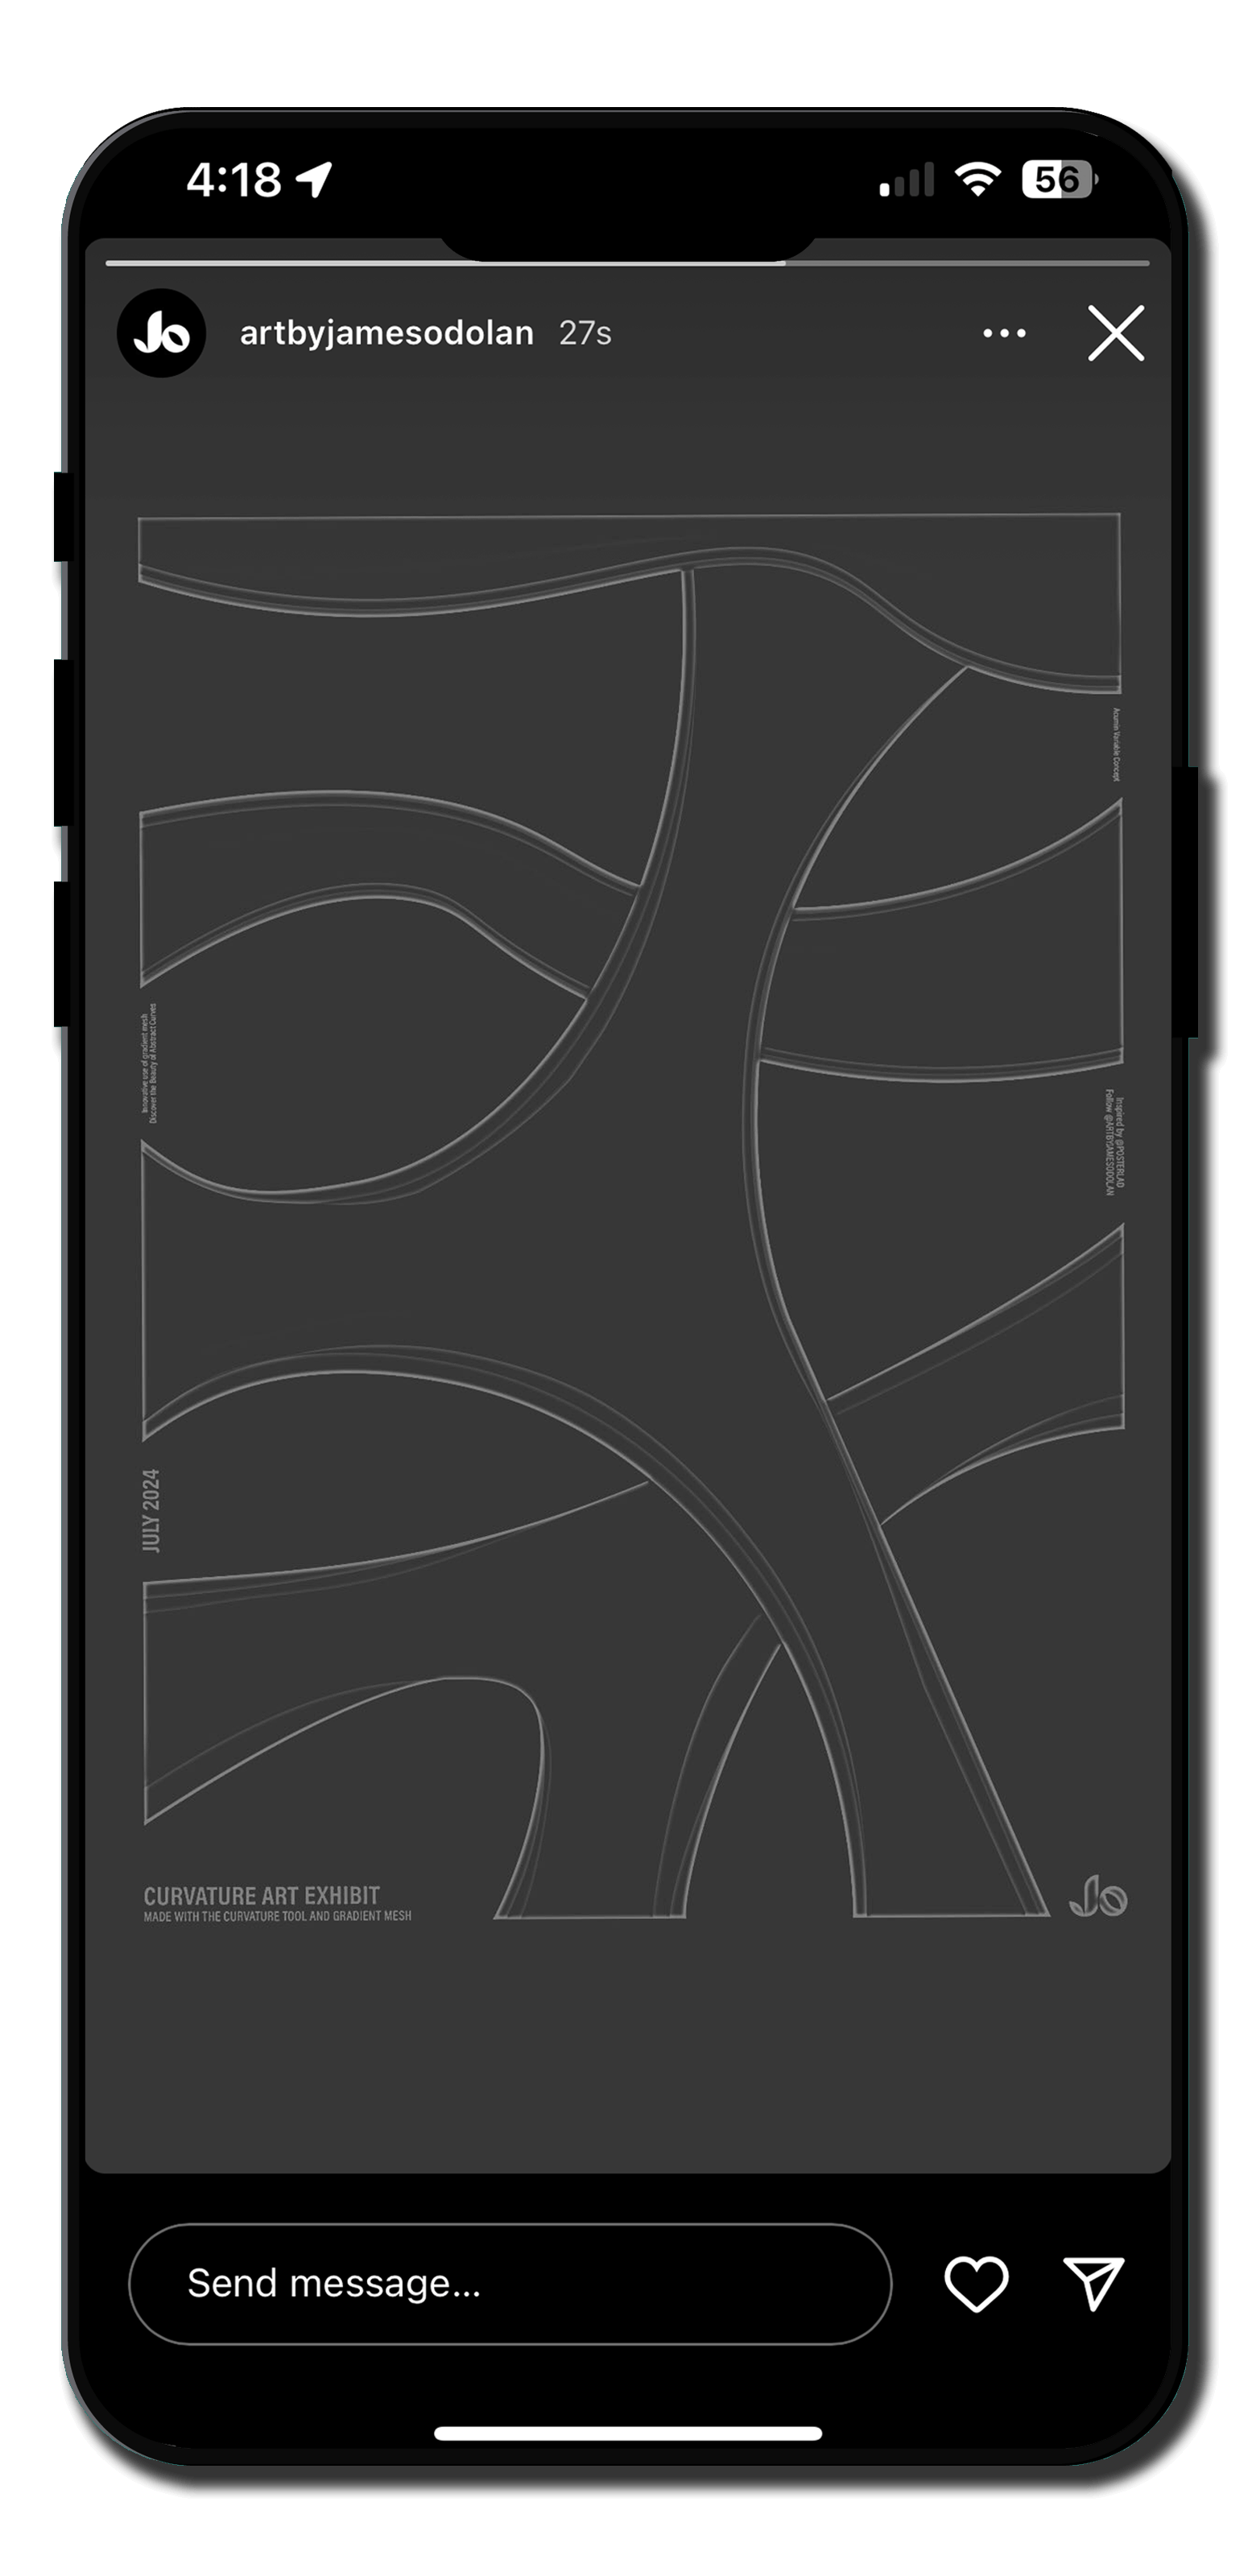 4:18
56
Jo
artbyjamesodolan 27s
Acumin Variable Concept
Innovative use of gradient mesh
Discover the Beauty of Abstract Curves
Inspired by @POSTERLAD
Follow @ARTBYJAMESODOLAN
JULY 2024
CURVATURE ART EXHIBIT
MADE WITH THE CURVATURE TOOL AND GRADIENT MESH
Jo
Send message...